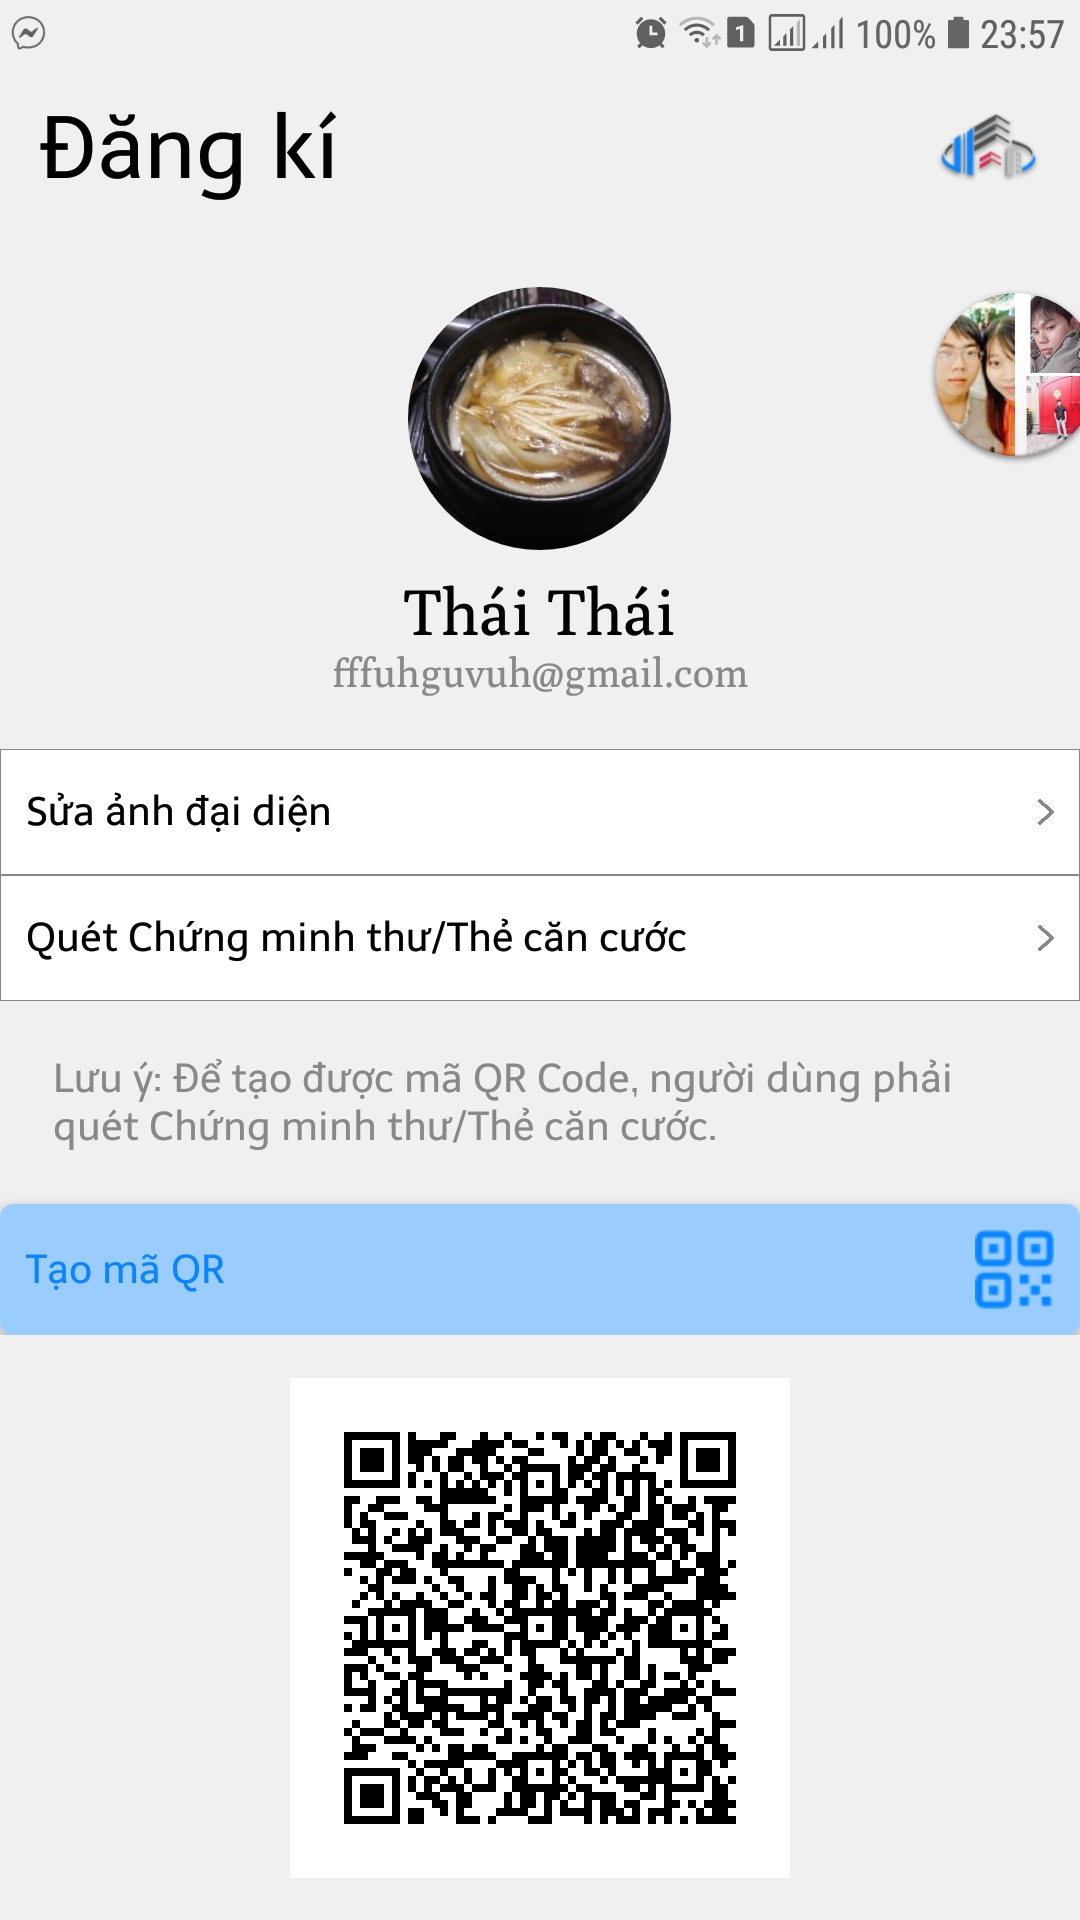 1 100% 23:57
Đăng kí
Thái Thái
fffuhguvuh@gmail.com
Sửa ảnh đại diện
Quét Chứng minh thư/Thẻ căn cước
Lưu ý: Để tạo được mã QR Code, người dùng phải
quét Chứng minh thư/Thẻ căn cước.
Tạo mã QR